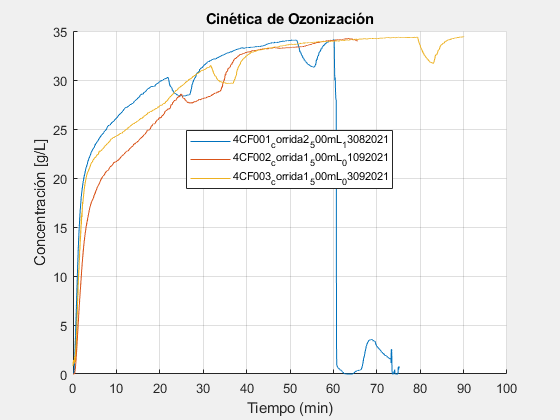 Cinética de Ozonización
Concentración [g/L]
35
30
25
20
15
10
5
0
4CF001_corrida2_500mL_13082021
4CF002_corrida1_500mL_01092021
4CF003_corrida1_500mL_03092021
0 10 20 30 40 50 60 70 80 90 100
Tiempo (min)